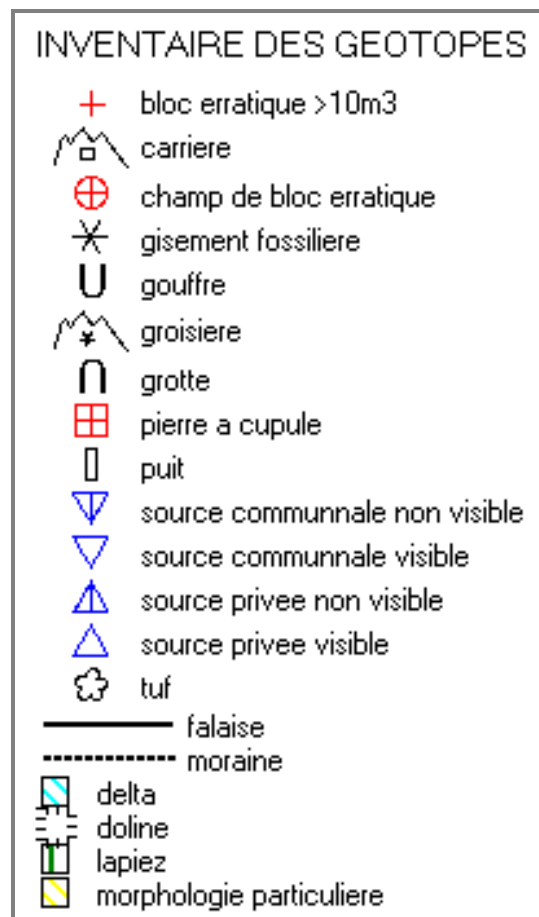 INVENTAIRE DES GEOTOPES
bloc erratique >10m3
carriere
champ de bloc erratique
gisement fossiliere
gouffre
groisiere
grotte
pierre a cupule
puit
source communnale non visible
source communnale visible
source privee non visible
source privee visible
tuf
falaise
moraine
delta
doline
lapiez
morphologie particuliere